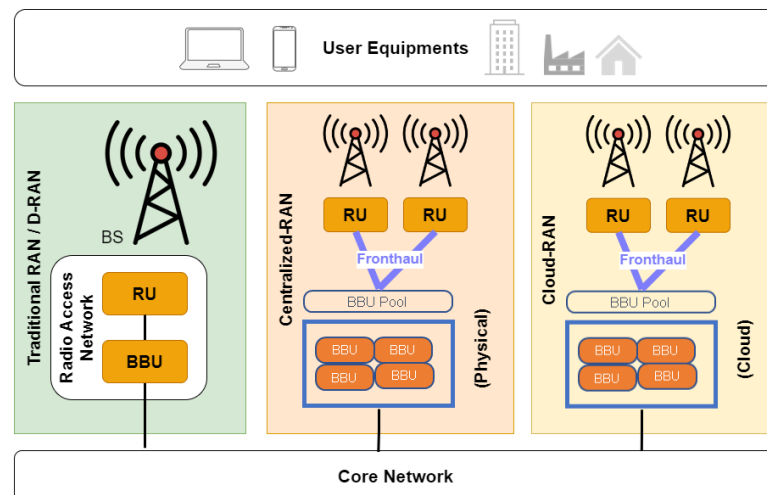 User Equipments
Traditional RAN / D-RAN
BS
Radio Access
Network
RU
BBU
Centralized-RAN
RU
RU
Fronthaul
BBU Pool
BBU
BBU
BBU
BBU
(Physical)
Cloud-RAN
RU
RU
Fronthaul
BBU Pool
BBU
BBU
BBU
BBU
(Cloud)
Core Network